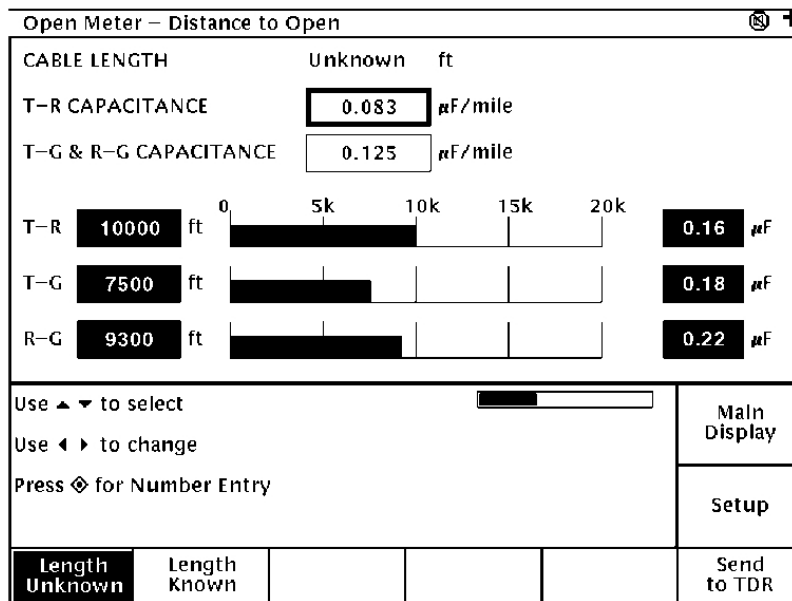 Open Meter – Distance to Open
CABLE LENGTH Unknown ft
T–R CAPACITANCE 0.083 µF/mile
T–G & R–G CAPACITANCE 0.125 µF/mile
0 5k 10k 15k 20k
T–R 10000 ft 0.16 µF
T–G 7500 ft 0.18 µF
R–G 9300 ft 0.22 µF
Use ▲ ▼ to select
Use ◀ ▶ to change
Press ◈ for Number Entry
Main
Display
Setup
Length
Unknown
Length
Known
Send
to TDR